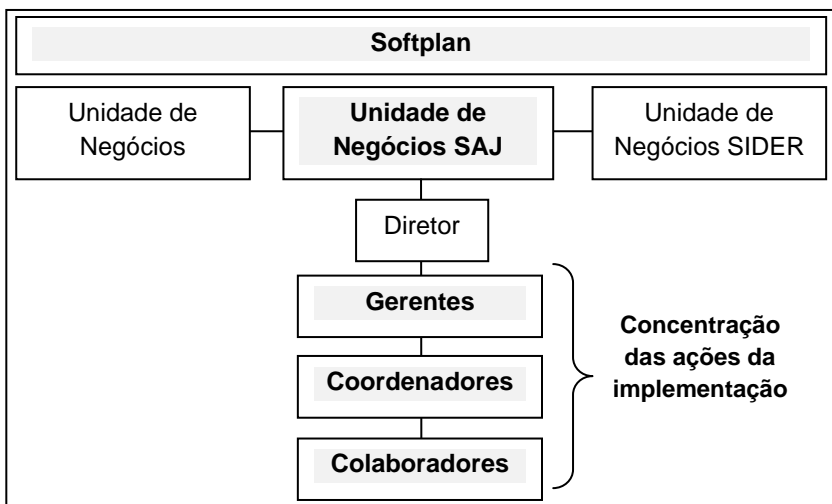 Softplan
Unidade de
Negócios
Unidade de
Negócios SAJ
Unidade de
Negócios SIDER
Diretor
Gerentes
Coordenadores
Colaboradores
Concentração
das ações da
implementação